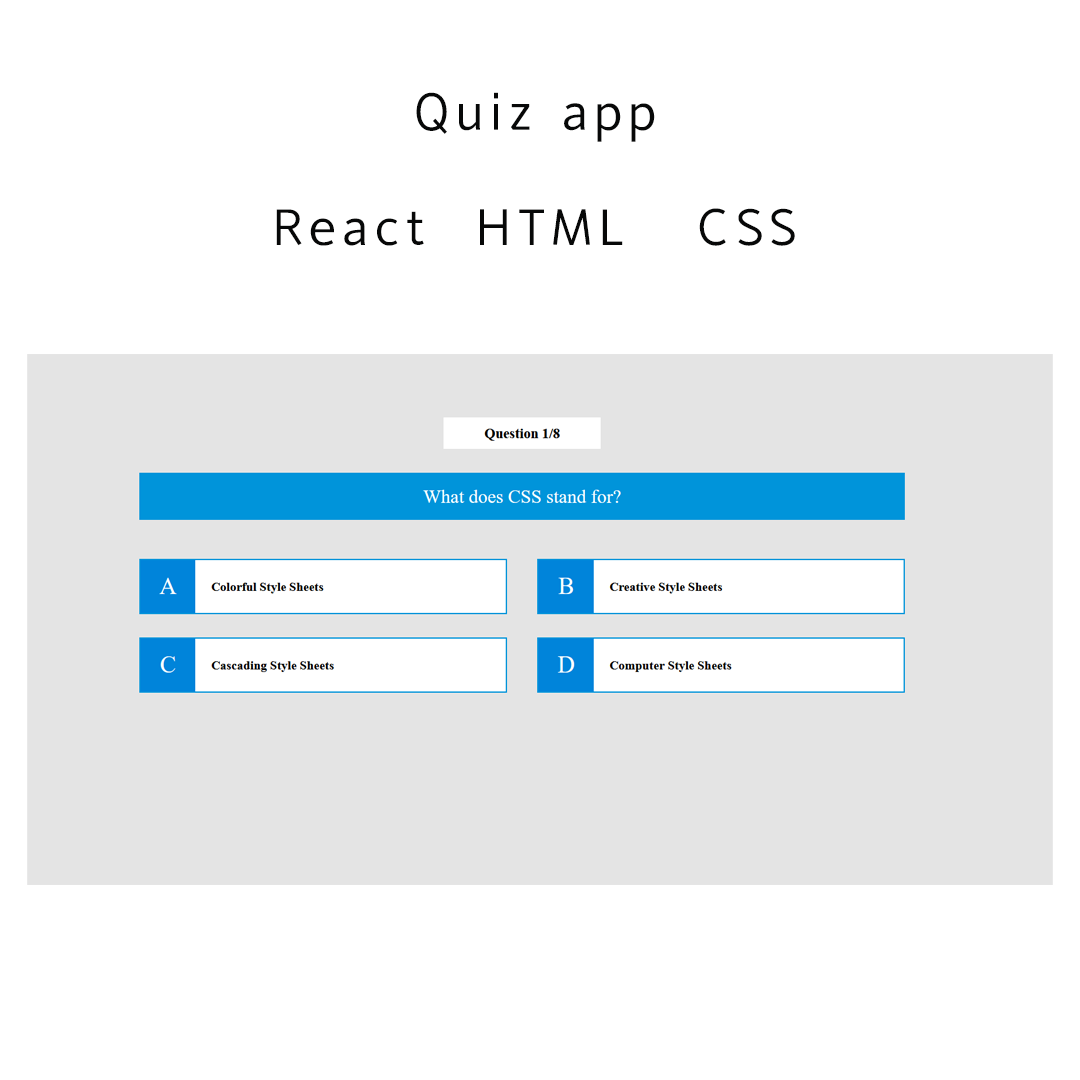 Quiz app
React HTML CSS
Question 1/8
What does CSS stand for?
A Colorful Style Sheets
B Creative Style Sheets
C Cascading Style Sheets
D Computer Style Sheets